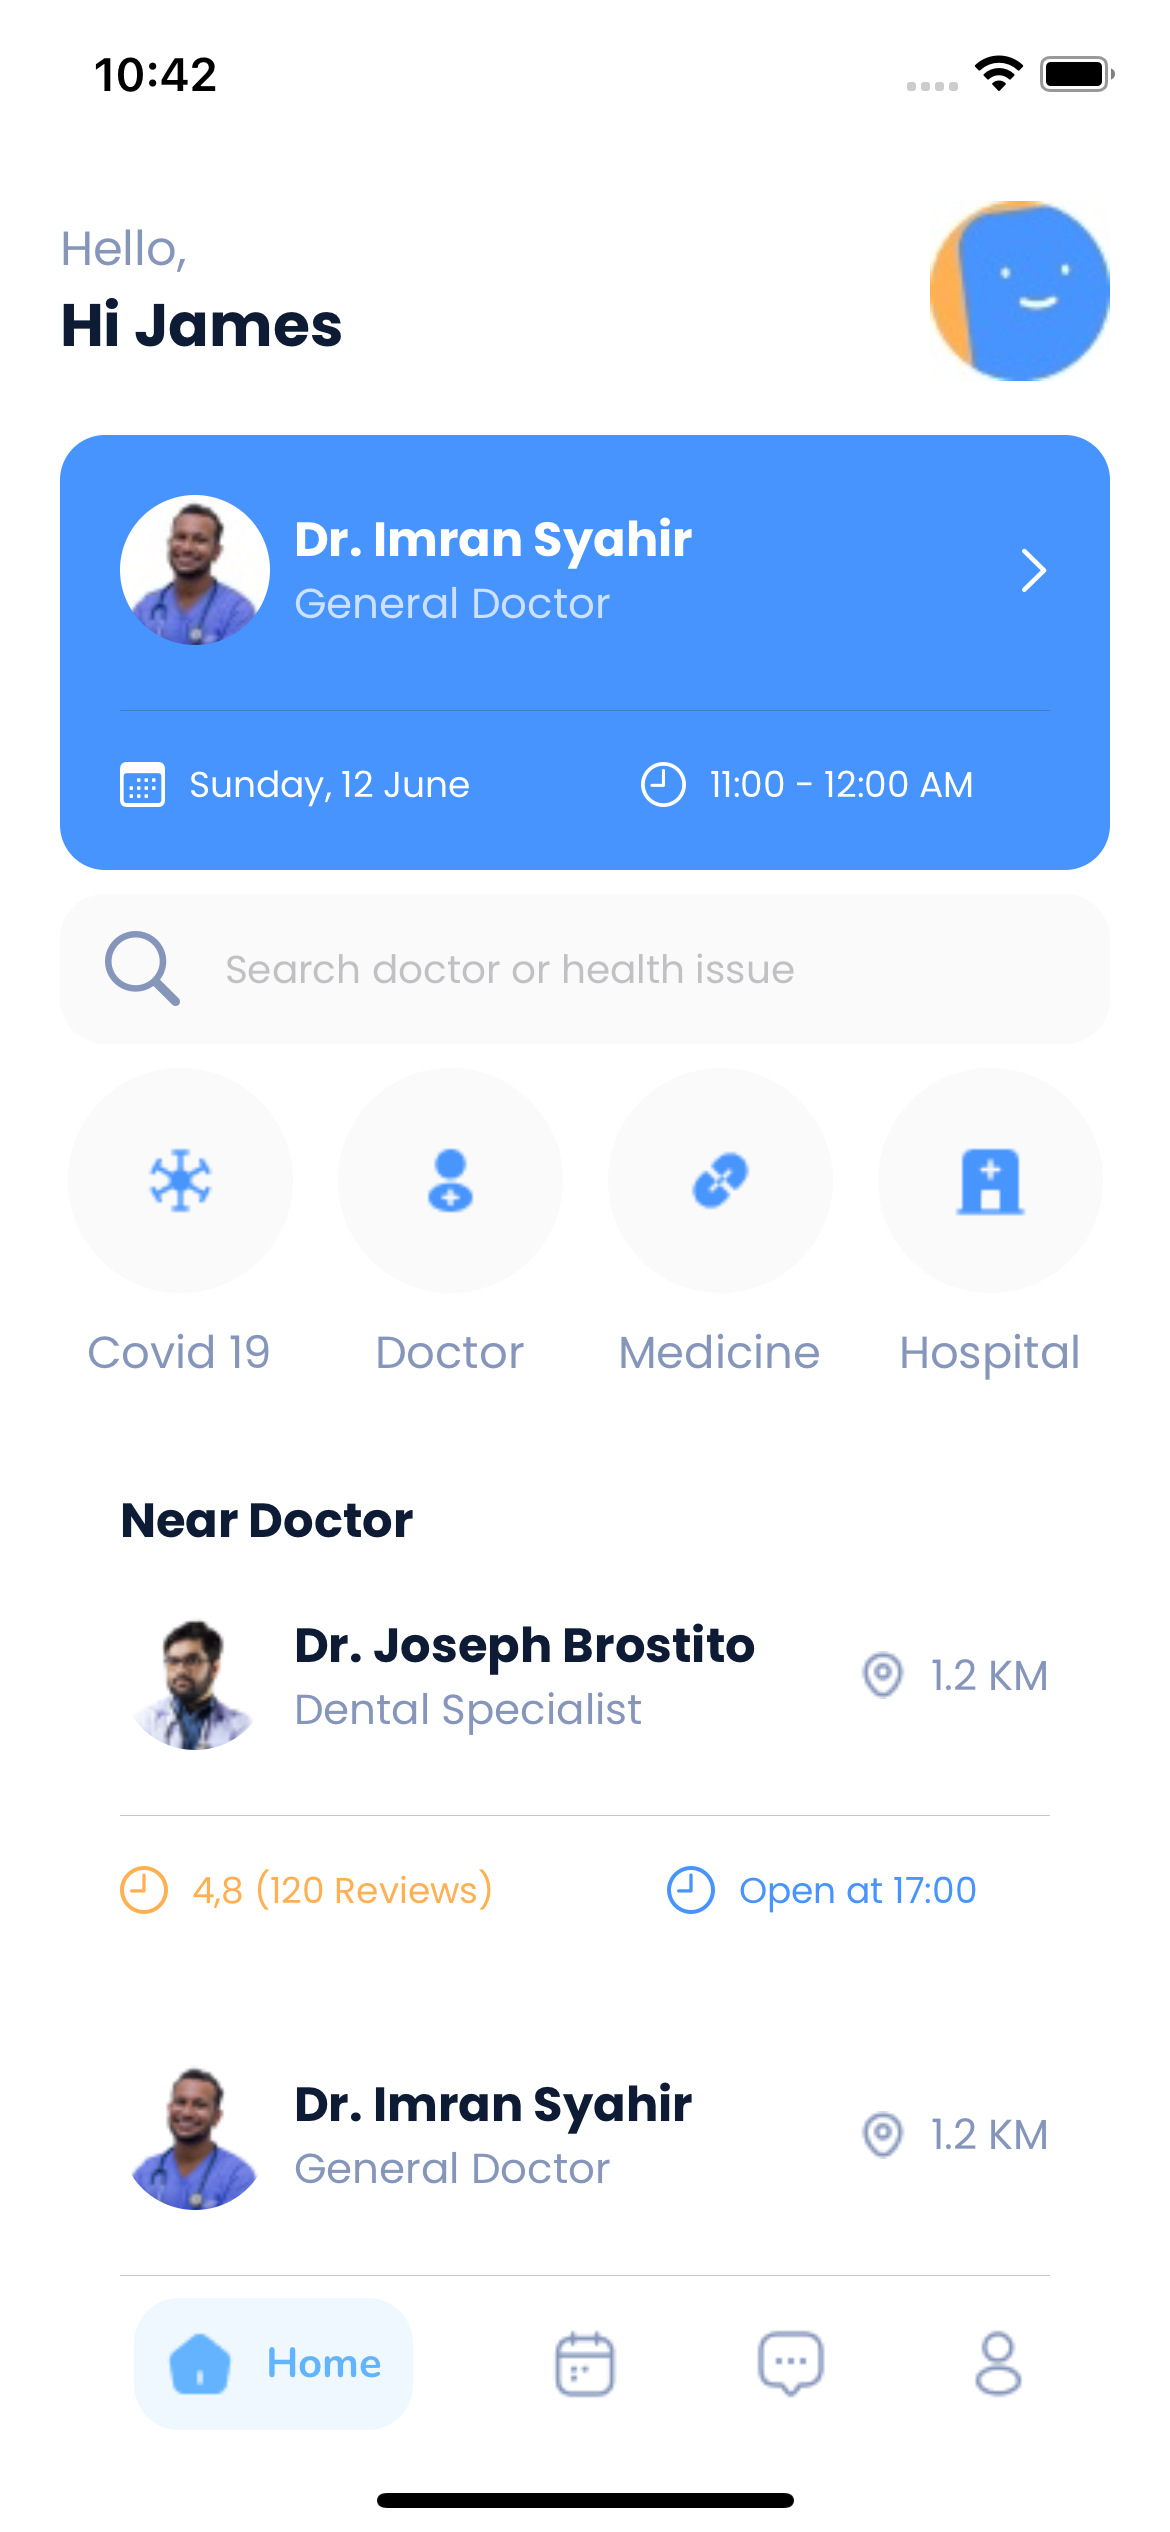 10:42
Hello,
Hi James
Dr. Imran Syahir
General Doctor
Sunday, 12 June
11:00 - 12:00 AM
Search doctor or health issue
Covid 19
Doctor
Medicine
Hospital
Near Doctor
Dr. Joseph Brostito
Dental Specialist
1.2 KM
4,8 (120 Reviews)
Open at 17:00
Dr. Imran Syahir
General Doctor
1.2 KM
Home